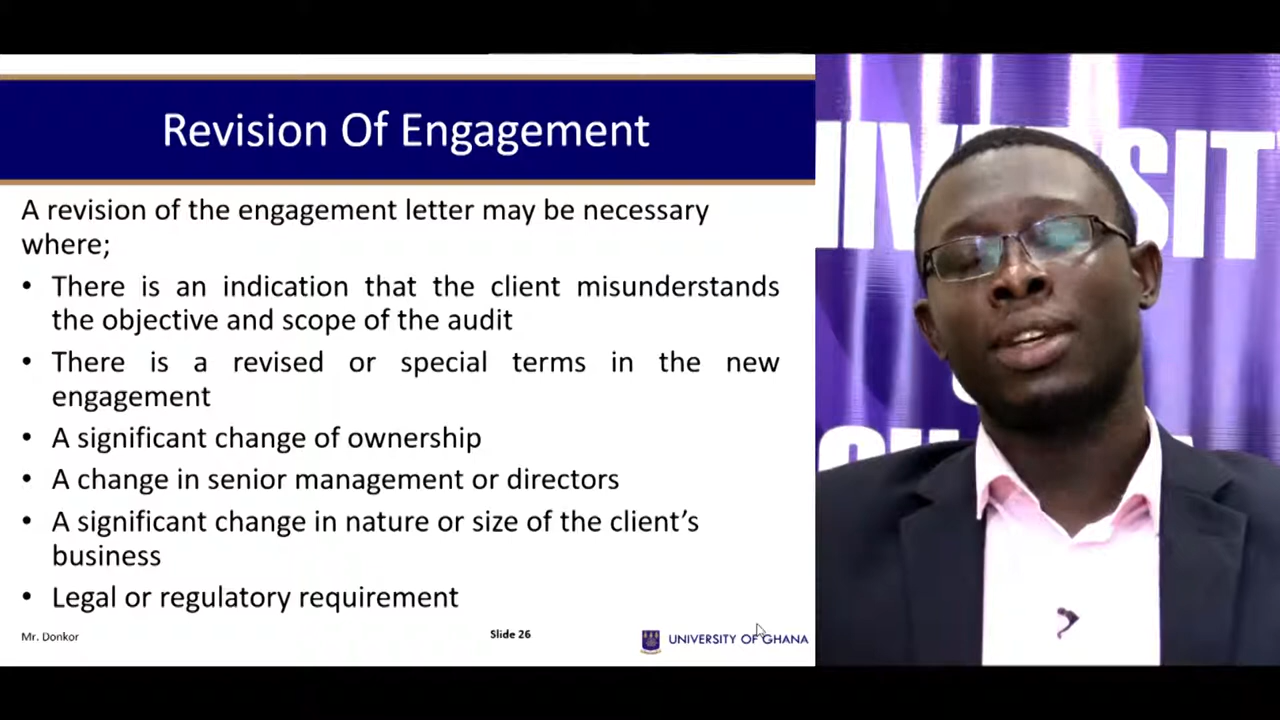 Revision Of Engagement
A revision of the engagement letter may be necessary
where;
• There is an indication that the client misunderstands
the objective and scope of the audit
• There is a revised or special terms in the new
engagement
• A significant change of ownership
• A change in senior management or directors
• A significant change in nature or size of the client's
business
• Legal or regulatory requirement
Mr. Donkor
Slide 26
UNIVERSITY OF GHANA